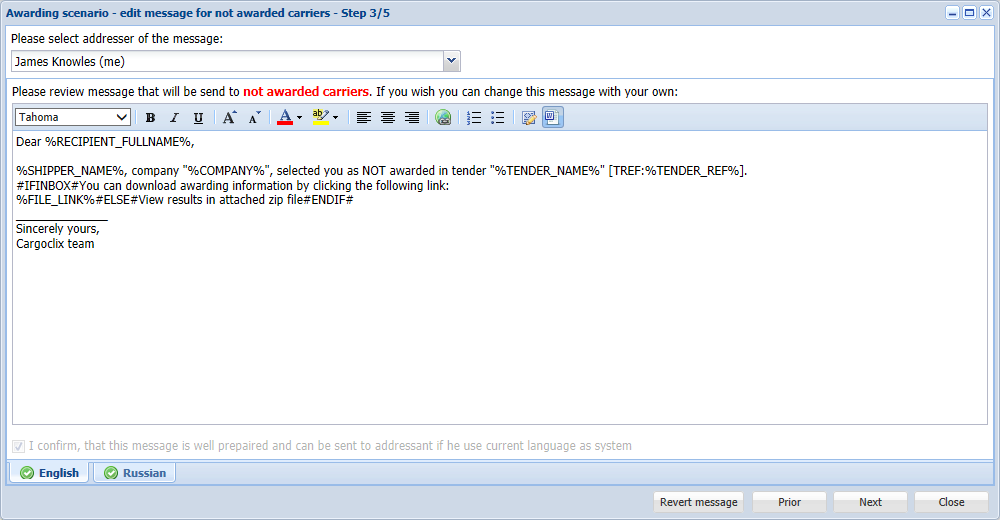 Awarding scenario - edit message for not awarded carriers - Step 3/5
Please select addresser of the message:
James Knowles (me)
Please review message that will be send to not awarded carriers. If you wish you can change this message with your own:
Tahoma B I U A A A ab
Dear %RECIPIENT_FULLNAME%,
%SHIPPER_NAME%, company "%COMPANY%", selected you as NOT awarded in tender "%TENDER_NAME%" [TREF:%TENDER_REF%].
#IFINBOX#You can download awarding information by clicking the following link:
%FILE_LINK%#ELSE#View results in attached zip file#ENDIF#
_______________
Sincerely yours,
Cargoclix team
I confirm, that this message is well prepaired and can be sent to addressant if he use current language as system
English Russian
Revert message Prior Next Close